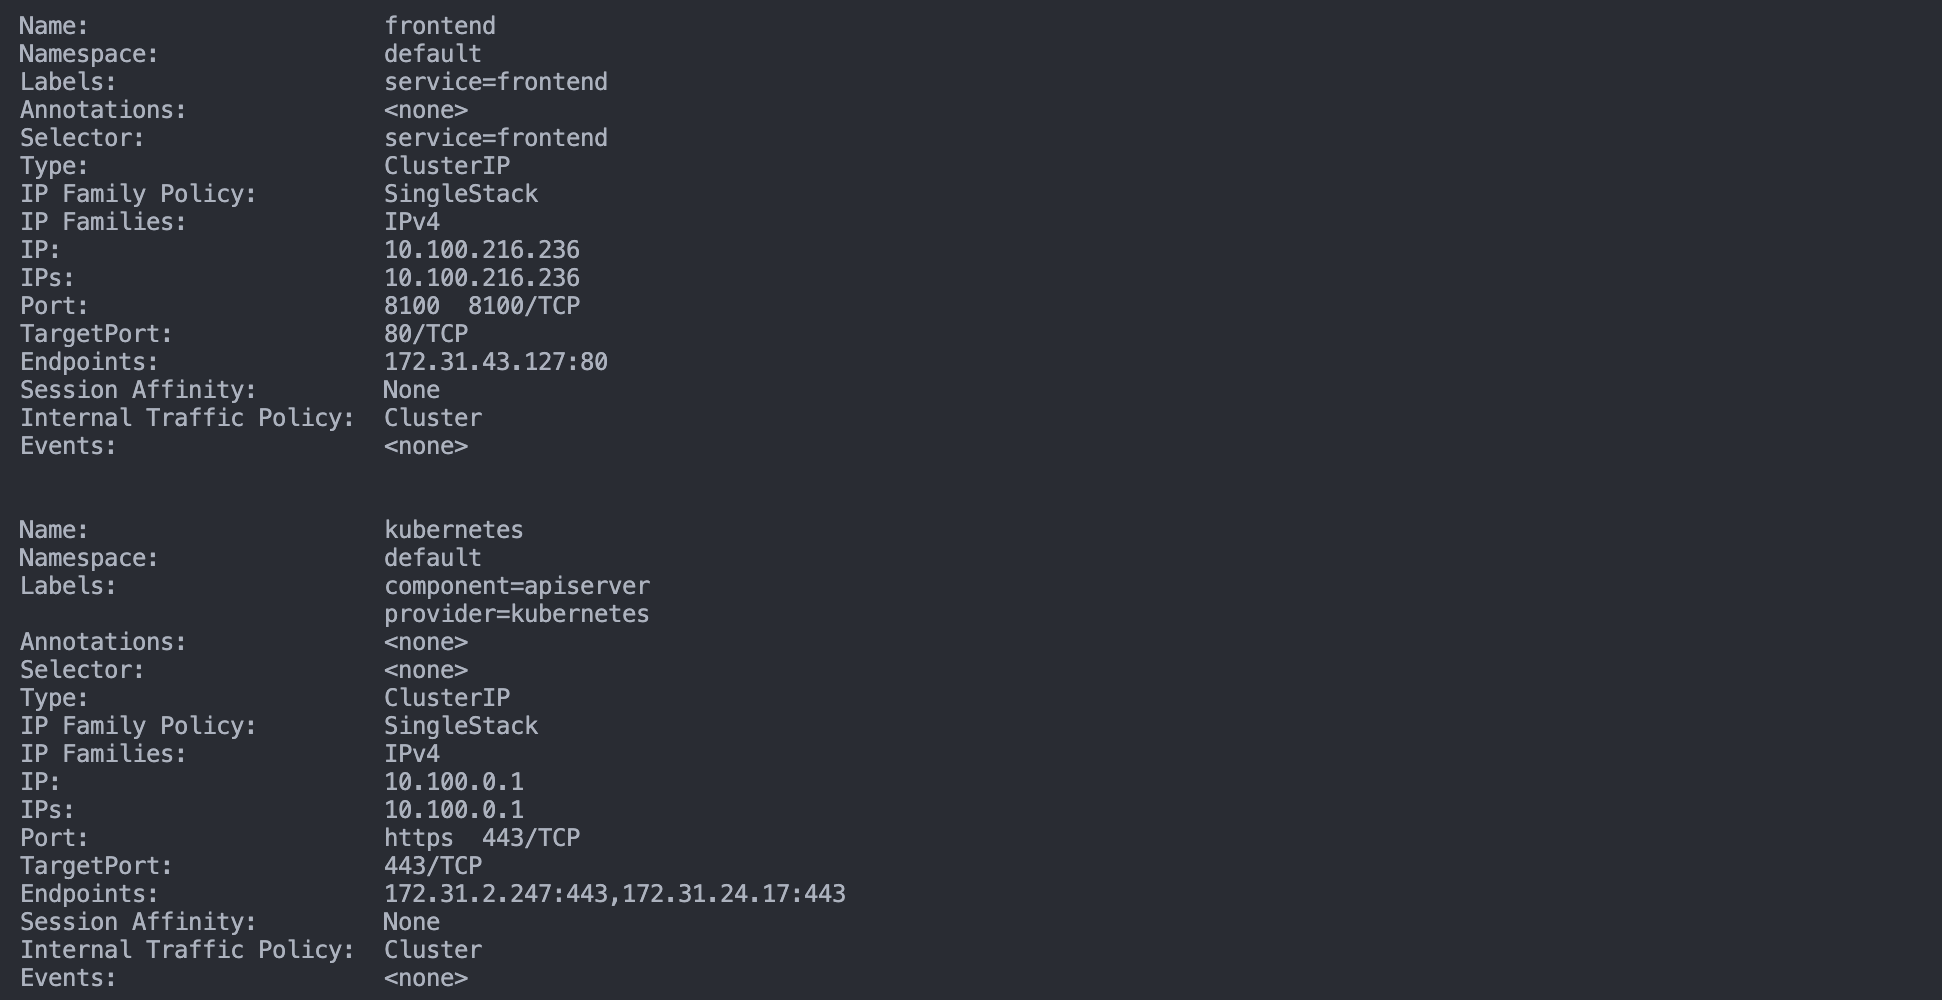 Name:                     frontend
Namespace:                default
Labels:                   service=frontend
Annotations:              <none>
Selector:                 service=frontend
Type:                     ClusterIP
IP Family Policy:         SingleStack
IP Families:              IPv4
IP:                       10.100.216.236
IPs:                      10.100.216.236
Port:                     8100  8100/TCP
TargetPort:               80/TCP
Endpoints:                172.31.43.127:80
Session Affinity:         None
Internal Traffic Policy:  Cluster
Events:                   <none>

Name:                     kubernetes
Namespace:                default
Labels:                   component=apiserver
                          provider=kubernetes
Annotations:              <none>
Selector:                 <none>
Type:                     ClusterIP
IP Family Policy:         SingleStack
IP Families:              IPv4
IP:                       10.100.0.1
IPs:                      10.100.0.1
Port:                     https  443/TCP
TargetPort:               443/TCP
Endpoints:                172.31.2.247:443,172.31.24.17:443
Session Affinity:         None
Internal Traffic Policy:  Cluster
Events:                   <none>